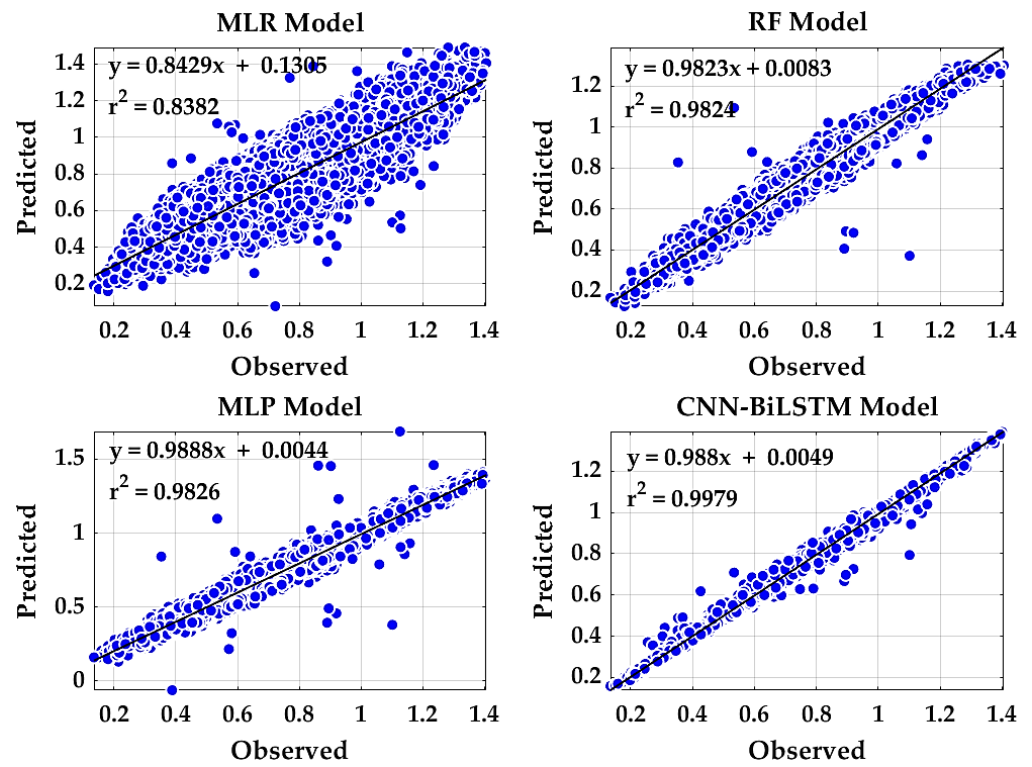 MLR Model
y = 0.8429x + 0.1305
r² = 0.8382
1.4
1.2
1
0.8
0.6
0.4
0.2
Predicted
0.2 0.4 0.6 0.8 1 1.2 1.4
Observed
RF Model
y = 0.9823x + 0.0083
r² = 0.9824
1.2
1
0.8
0.6
0.4
0.2
Predicted
0.2 0.4 0.6 0.8 1 1.2 1.4
Observed
MLP Model
y = 0.9888x + 0.0044
r² = 0.9826
1.5
1
0.5
0
Predicted
0.2 0.4 0.6 0.8 1 1.2 1.4
Observed
CNN-BiLSTM Model
y = 0.988x + 0.0049
r² = 0.9979
1.2
1
0.8
0.6
0.4
0.2
Predicted
0.2 0.4 0.6 0.8 1 1.2 1.4
Observed